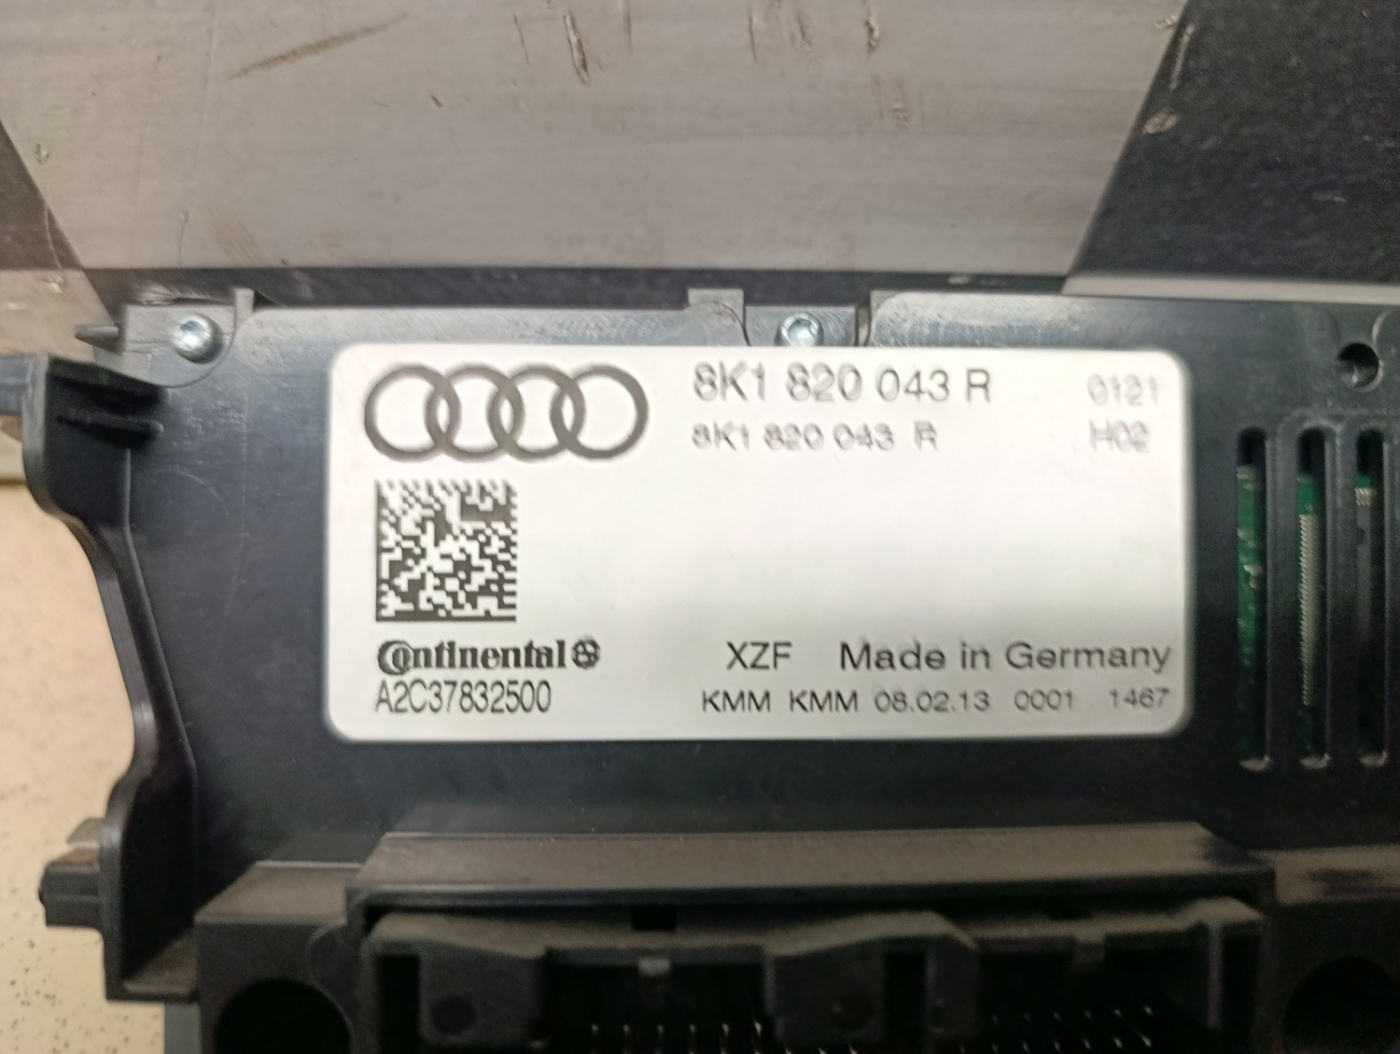 8K1 820 043 R 0121
8K1 820 043 R H02
Continental
A2C37832500
XZF Made in Germany
KMM KMM 08.02.13 0001 1467